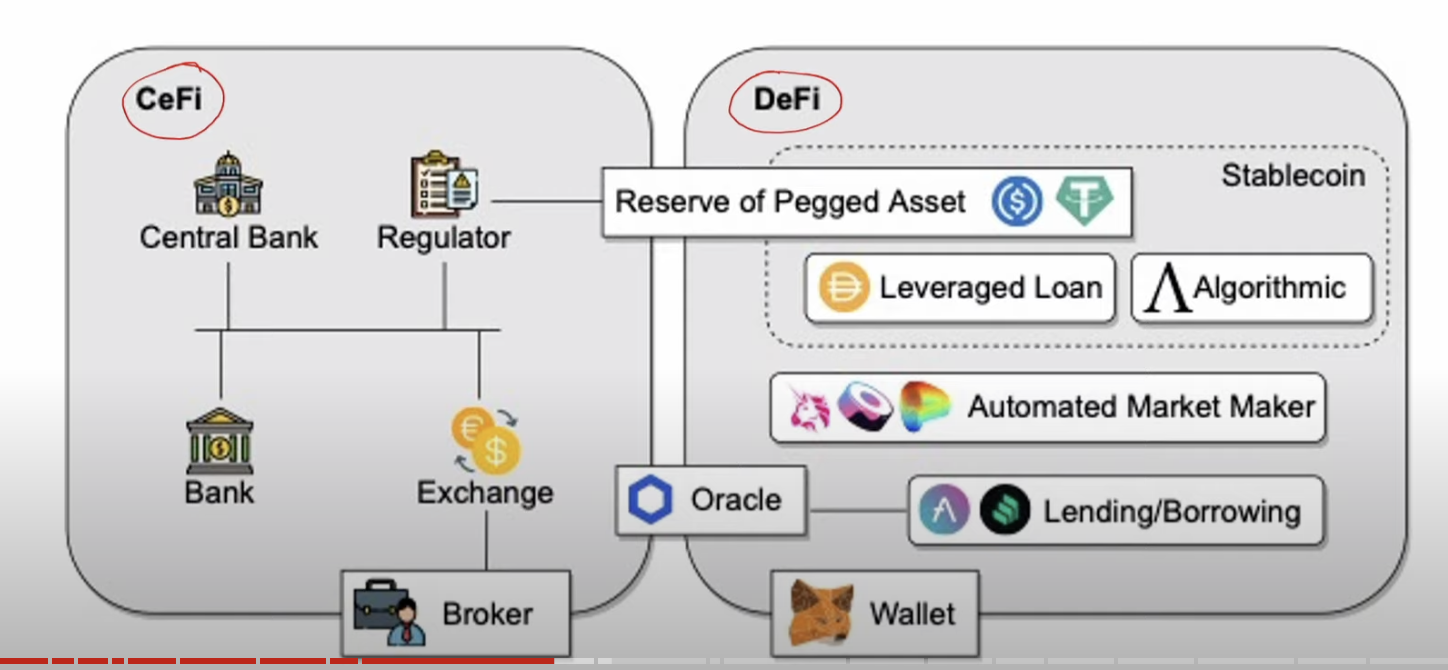 CeFi
DeFi
Stablecoin
Central Bank
Regulator
Reserve of Pegged Asset
Leveraged Loan
Algorithmic
Automated Market Maker
Bank
Exchange
Oracle
Lending/Borrowing
Broker
Wallet